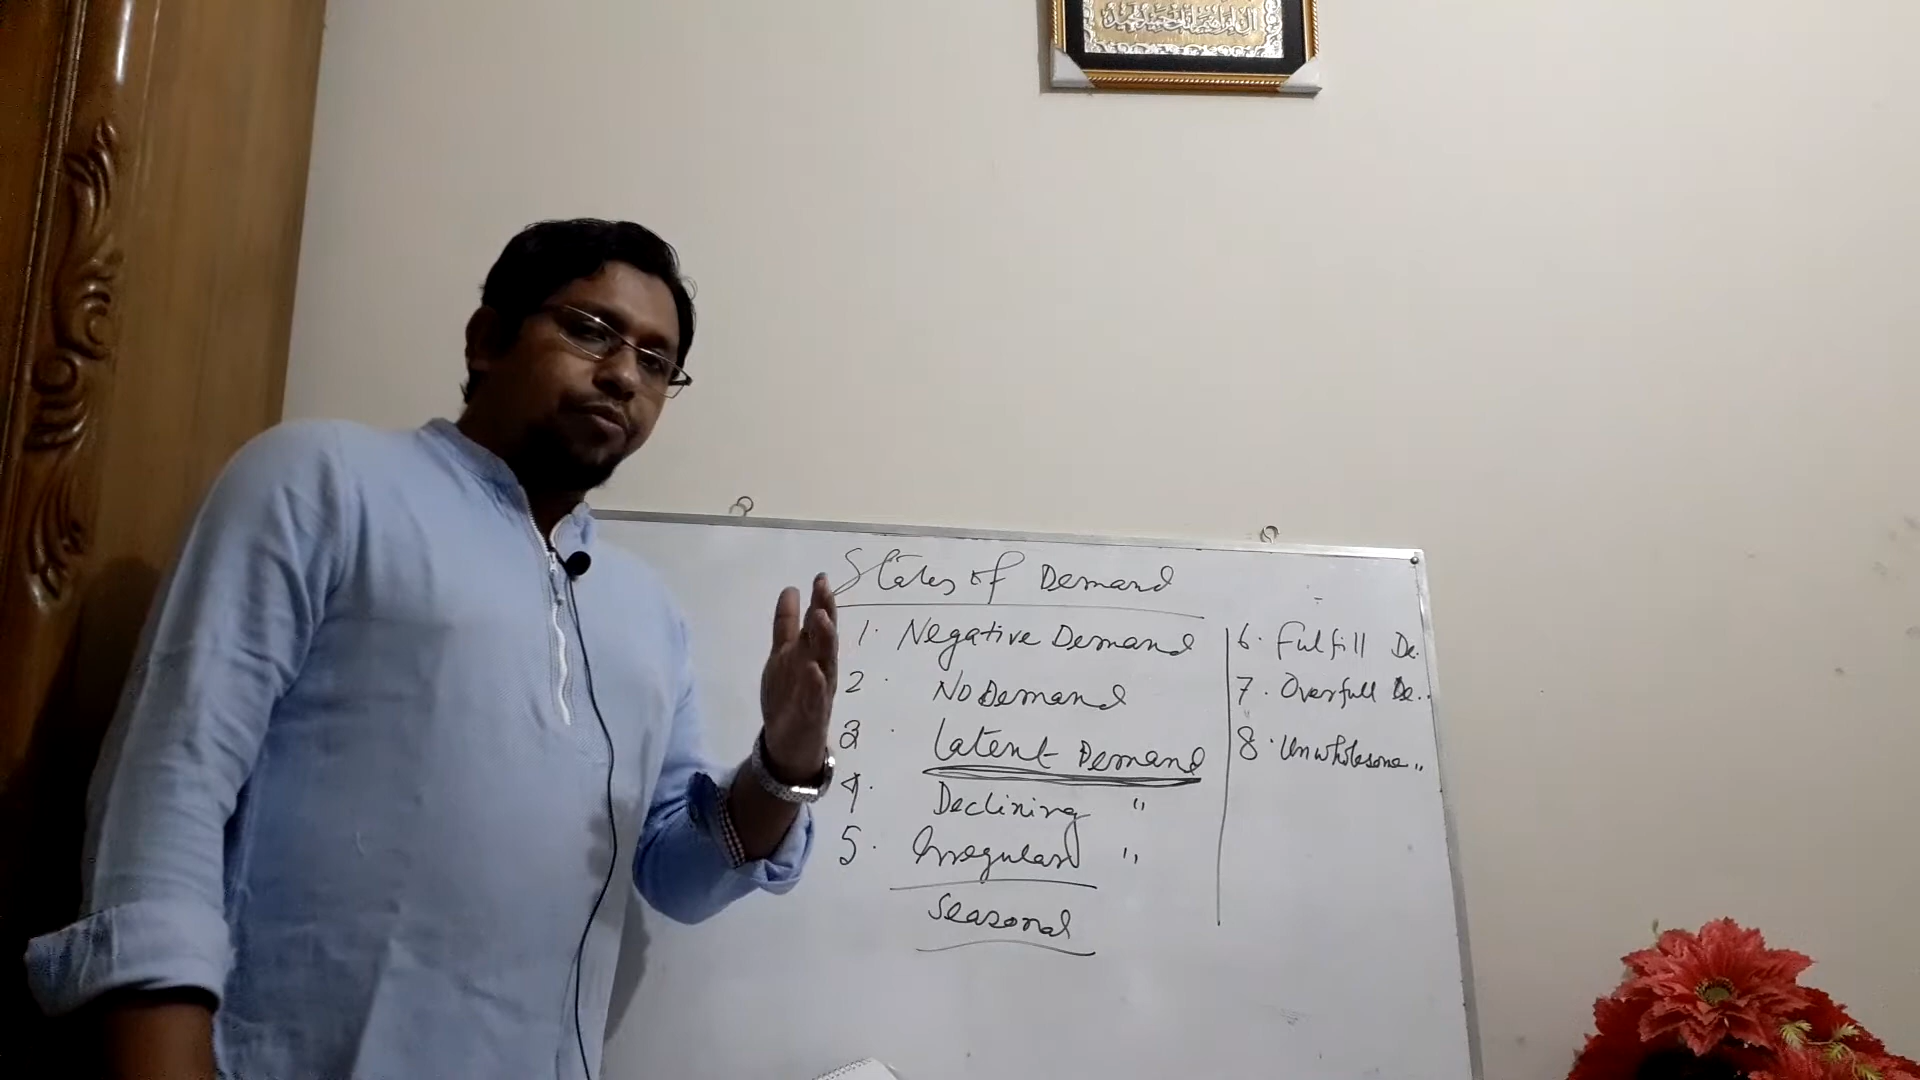 States of Demand
1. Negative Demand
2. No Demand
3. Latent Demand
4. Declining "
5. Irregular "
Seasonal
6. Fulfill De.
7. Overfull De..
8. Unwholesome "